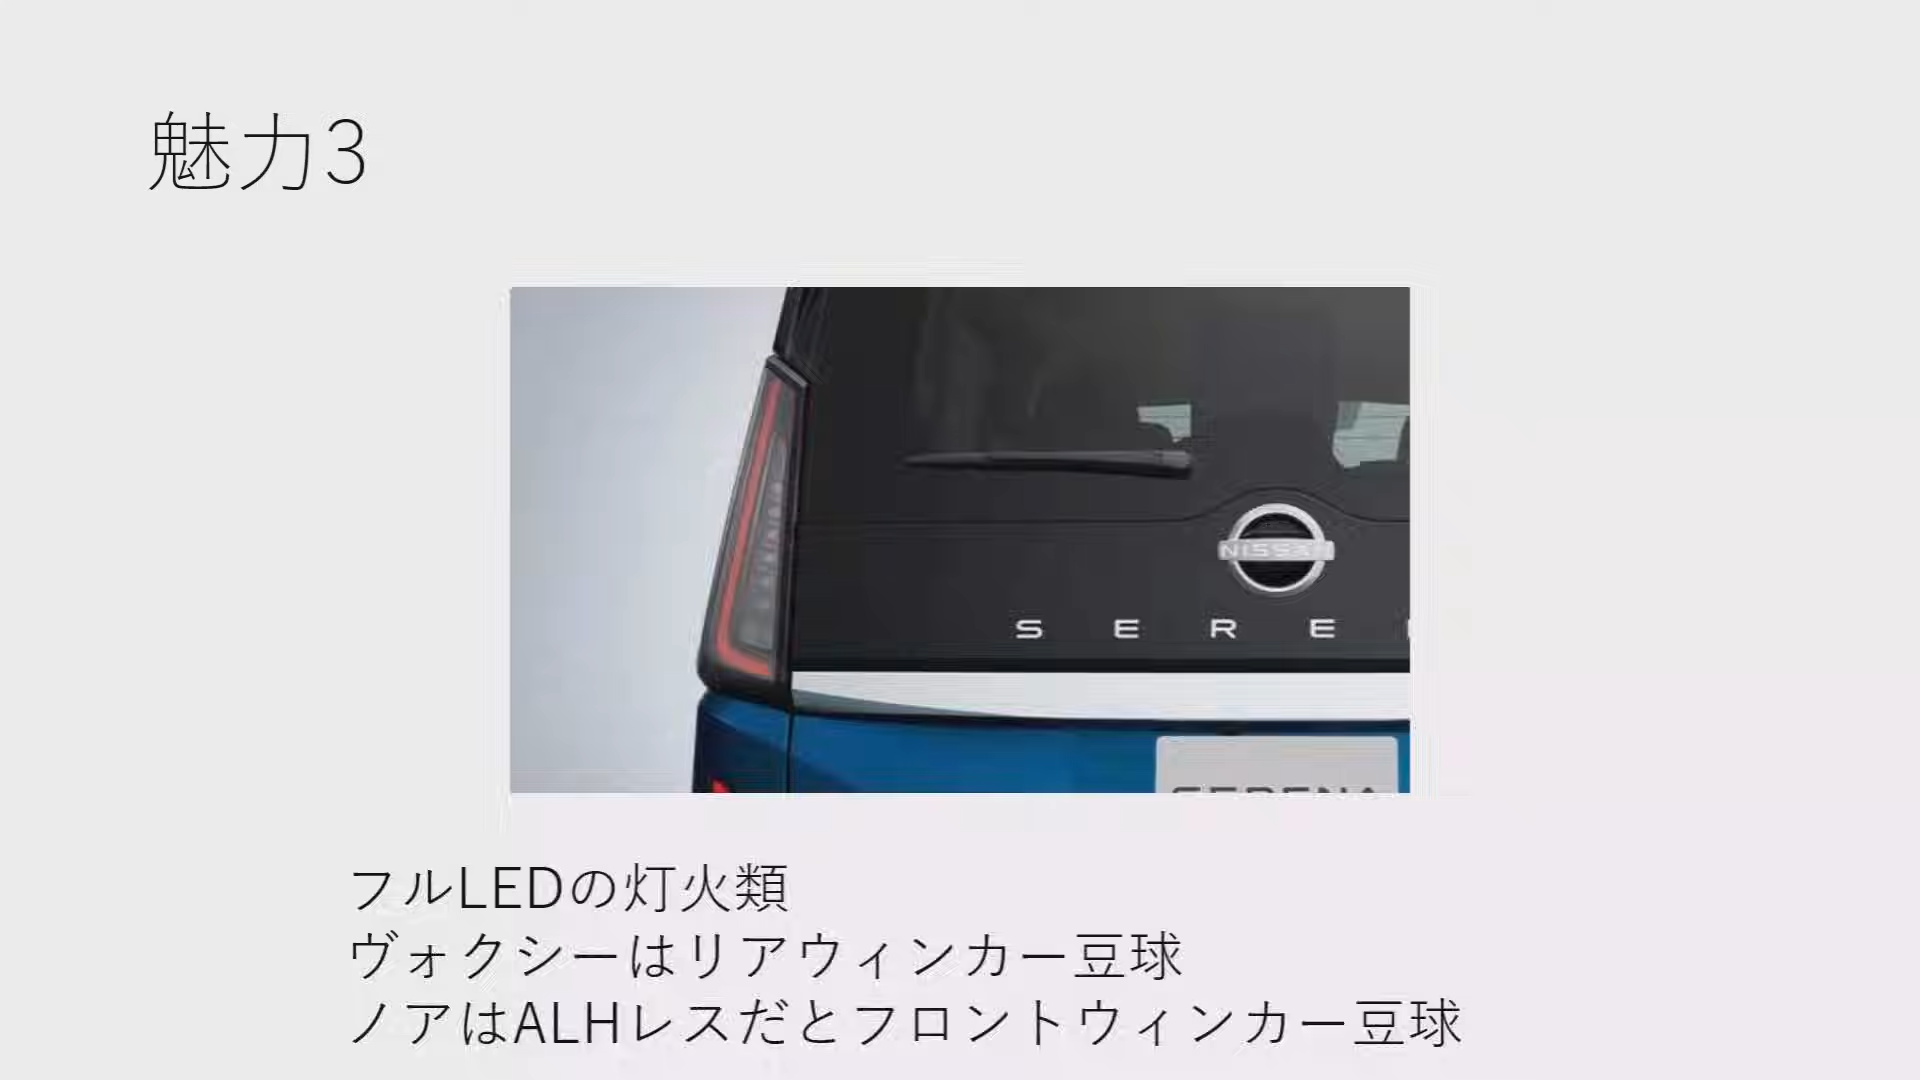 魅力3
NISSAN
S E R E
SERENA
フルLEDの灯火類
ヴォクシーはリアウィンカー豆球
ノアはALHレスだとフロントウィンカー豆球